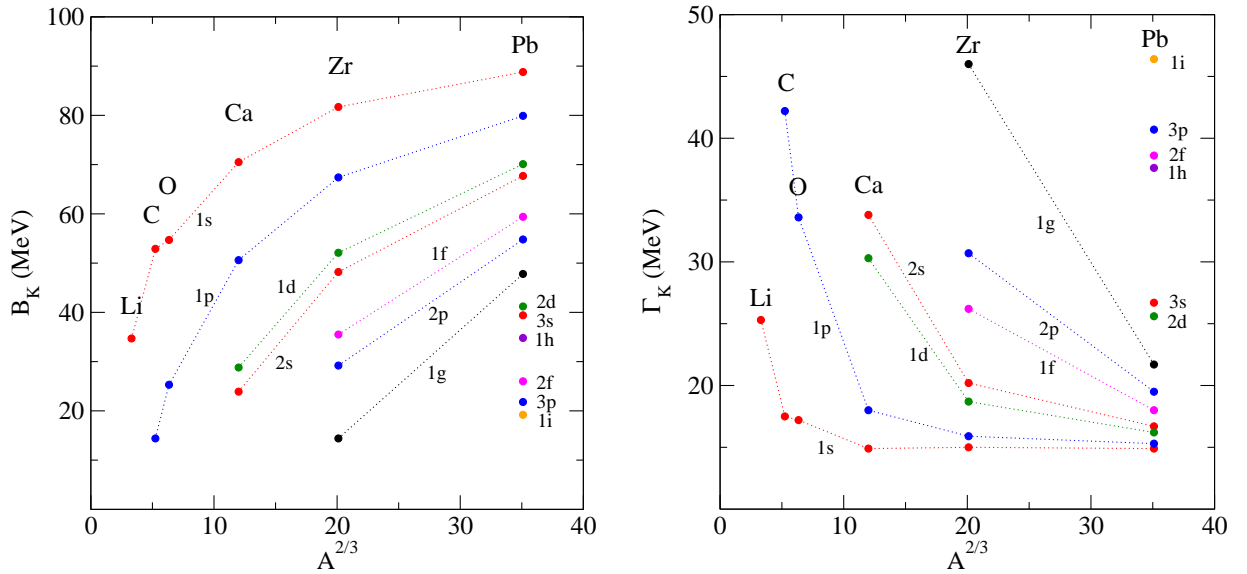 B_K (MeV)
100
80
60
40
20
0
10
20
30
40
A^{2/3}
Li
C
O
Ca
Zr
Pb
1s
1p
1d
2s
1f
2p
1g
2d
3s
1h
2f
3p
1i
Γ_K (MeV)
50
40
30
20
0
10
20
30
40
A^{2/3}
Li
C
O
Ca
Zr
Pb
1s
1p
1d
2s
1g
2p
1f
1i
3p
2f
1h
3s
2d